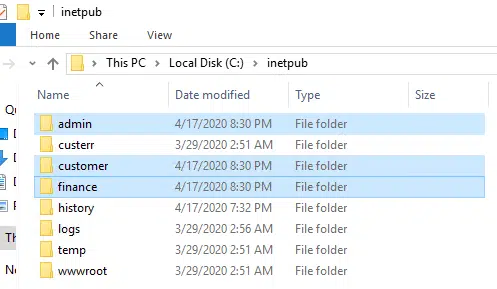 inetpub
Home Share View
This PC Local Disk (C:) inetpub
Name Date modified Type Size
admin 4/17/2020 8:30 PM File folder
custerr 3/29/2020 2:51 AM File folder
customer 4/17/2020 8:30 PM File folder
finance 4/17/2020 8:30 PM File folder
history 4/17/2020 7:32 PM File folder
logs 3/29/2020 2:56 AM File folder
temp 3/29/2020 2:51 AM File folder
wwwroot 3/29/2020 2:51 AM File folder